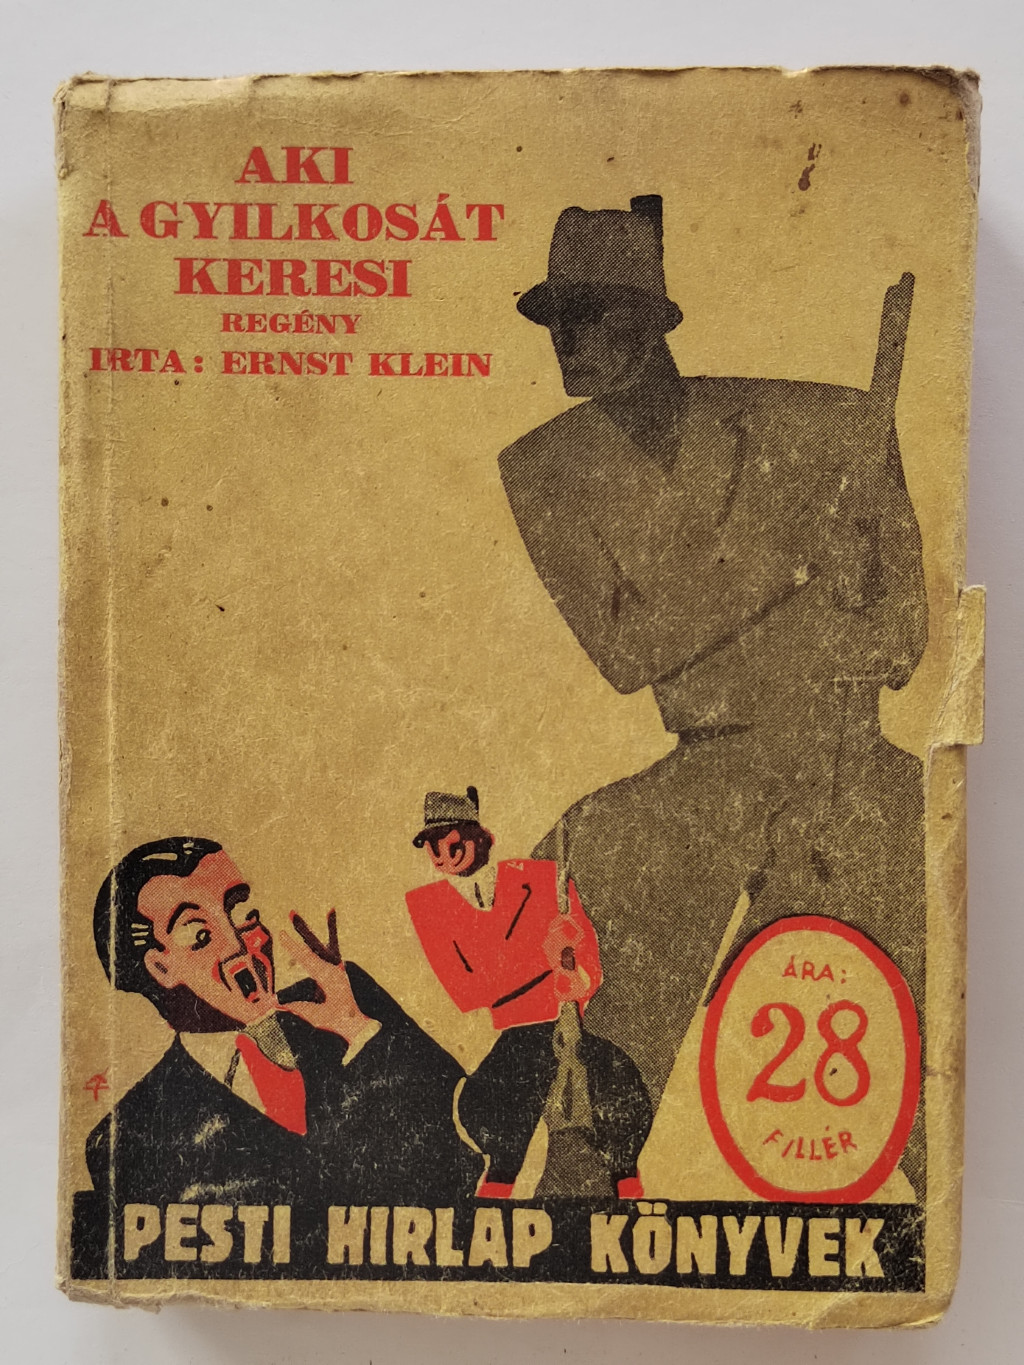 AKI
A GYILKOSÁT
KERESI
REGÉNY
IRTA: ERNST KLEIN
ÁRA:
28
FILLÉR
PESTI HIRLAP KÖNYVEK